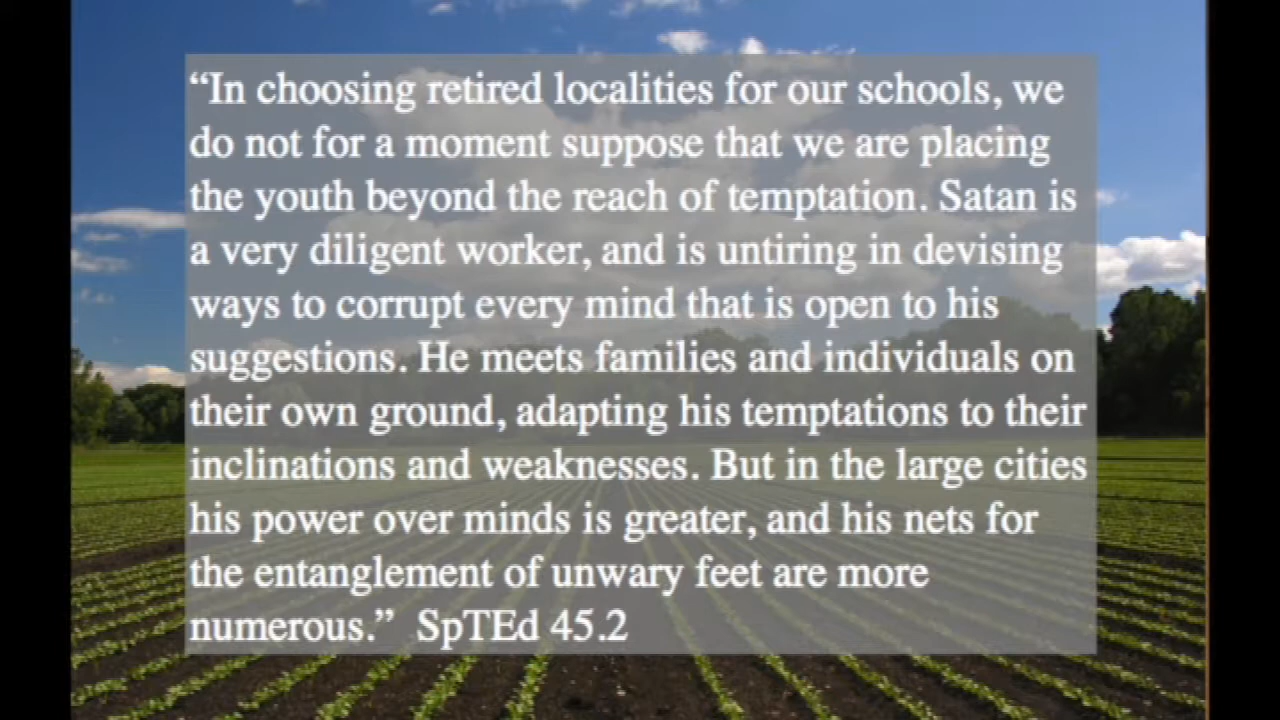 “In choosing retired localities for our schools, we
do not for a moment suppose that we are placing
the youth beyond the reach of temptation. Satan is
a very diligent worker, and is untiring in devising
ways to corrupt every mind that is open to his
suggestions. He meets families and individuals on
their own ground, adapting his temptations to their
inclinations and weaknesses. But in the large cities
his power over minds is greater, and his nets for
the entanglement of unwary feet are more
numerous.”  SpTEd 45.2